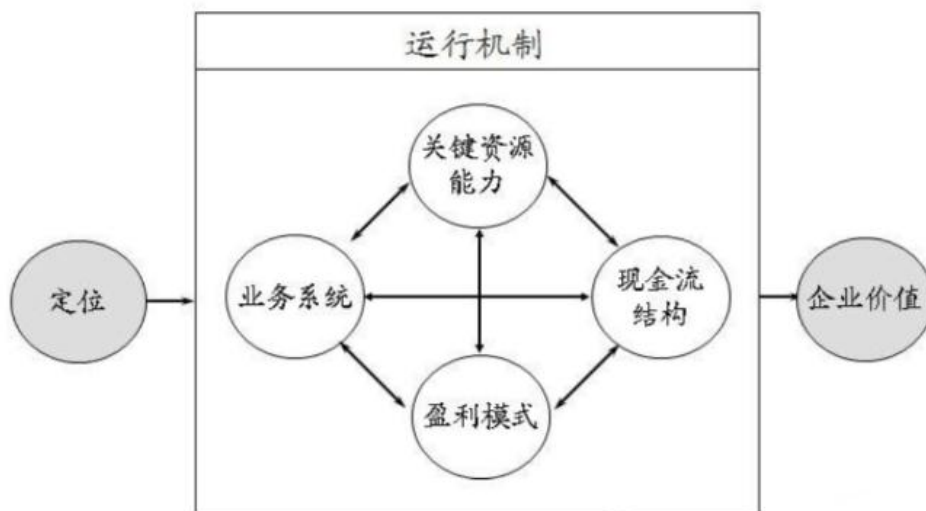 运行机制
关键资源
能力
定位
业务系统
现金流
结构
企业价值
盈利模式